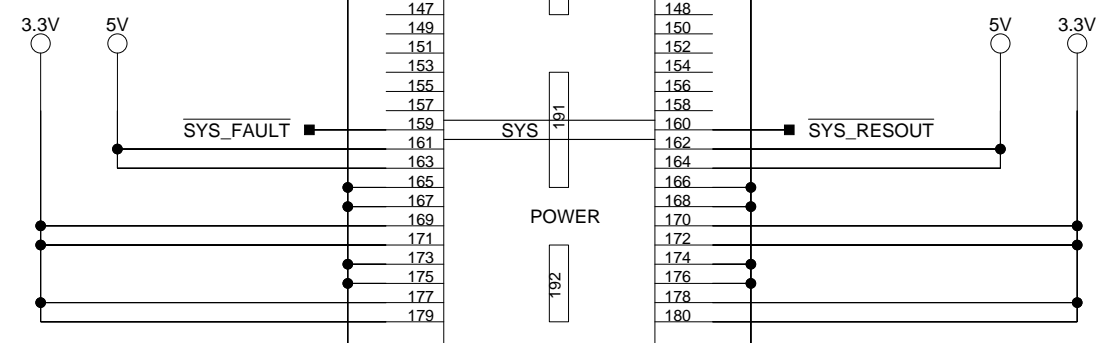 147 148
3.3V 5V 149 150 5V 3.3V
151 152
153 154
155 156
157 191 158
SYS_FAULT 159 SYS 160 SYS_RESOUT
161 162
163 164
165 166
167 168
169 POWER 170
171 172
173 174
175 192 176
177 178
179 180